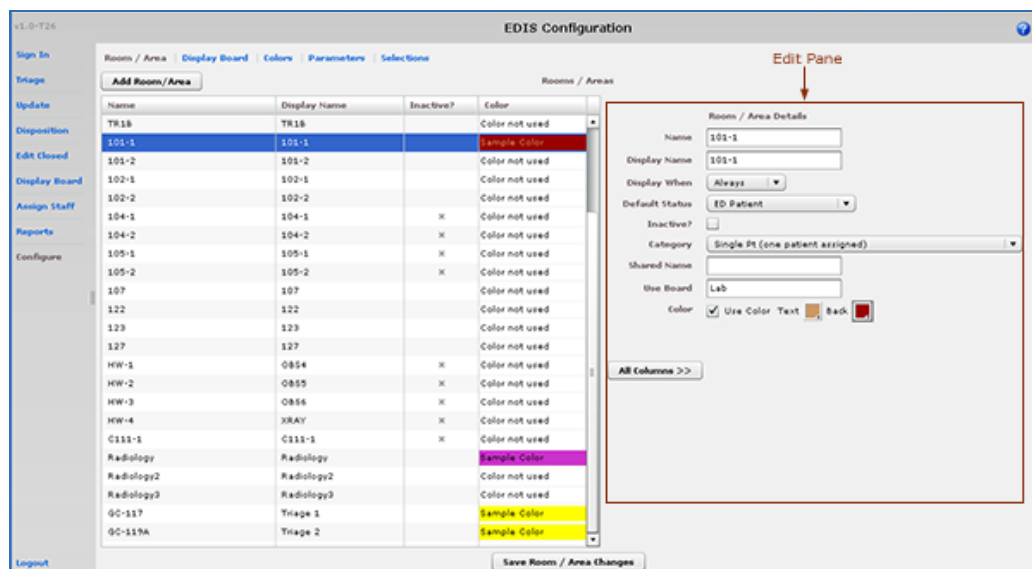 v1.0-T26 EDIS Configuration ?
Sign In
Triage
Update
Disposition
Edit Closed
Display Board
Assign Staff
Reports
Configure
Logout
Room / Area | Display Board | Colors | Parameters | Selections
Add Room/Area Rooms / Areas
Name Display Name Inactive? Color
TR18 TR18 Color not used
101-1 101-1 Sample Color
101-2 101-2 Color not used
102-1 102-1 Color not used
102-2 102-2 Color not used
104-1 104-1 X Color not used
104-2 104-2 X Color not used
105-1 105-1 X Color not used
105-2 105-2 X Color not used
107 107 Color not used
122 122 Color not used
123 123 Color not used
127 127 Color not used
HW-1 OBS4 X Color not used
HW-2 OBS5 X Color not used
HW-3 OBS6 X Color not used
HW-4 XRAY X Color not used
C111-1 C111-1 X Color not used
Radiology Radiology Sample Color
Radiology2 Radiology2 Color not used
Radiology3 Radiology3 Color not used
GC-117 Triage 1 Sample Color
GC-119A Triage 2 Sample Color
Edit Pane
Room / Area Details
Name 101-1
Display Name 101-1
Display When Always
Default Status ED Patient
Inactive?
Category Single Pt (one patient assigned)
Shared Name
Use Board Lab
Color Use Color Text Back
All Columns >>
Save Room / Area Changes